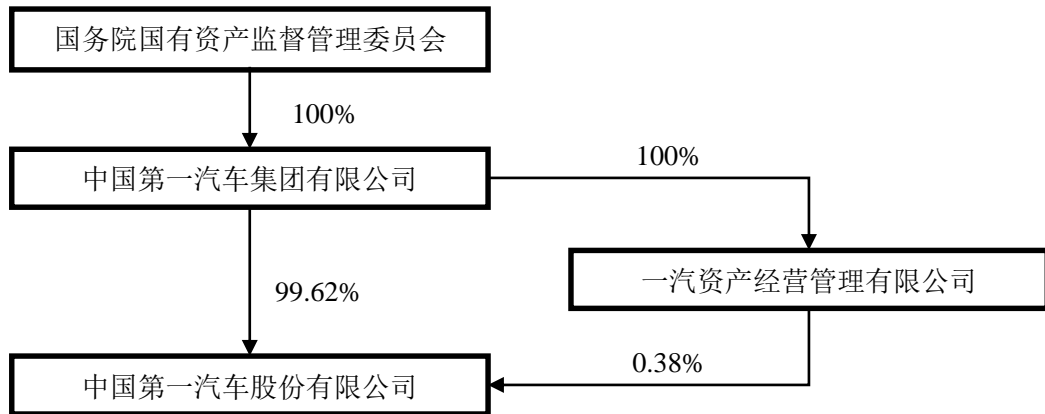 国务院国有资产监督管理委员会
100%
中国第一汽车集团有限公司
100%
一汽资产经营管理有限公司
99.62%
中国第一汽车股份有限公司
0.38%